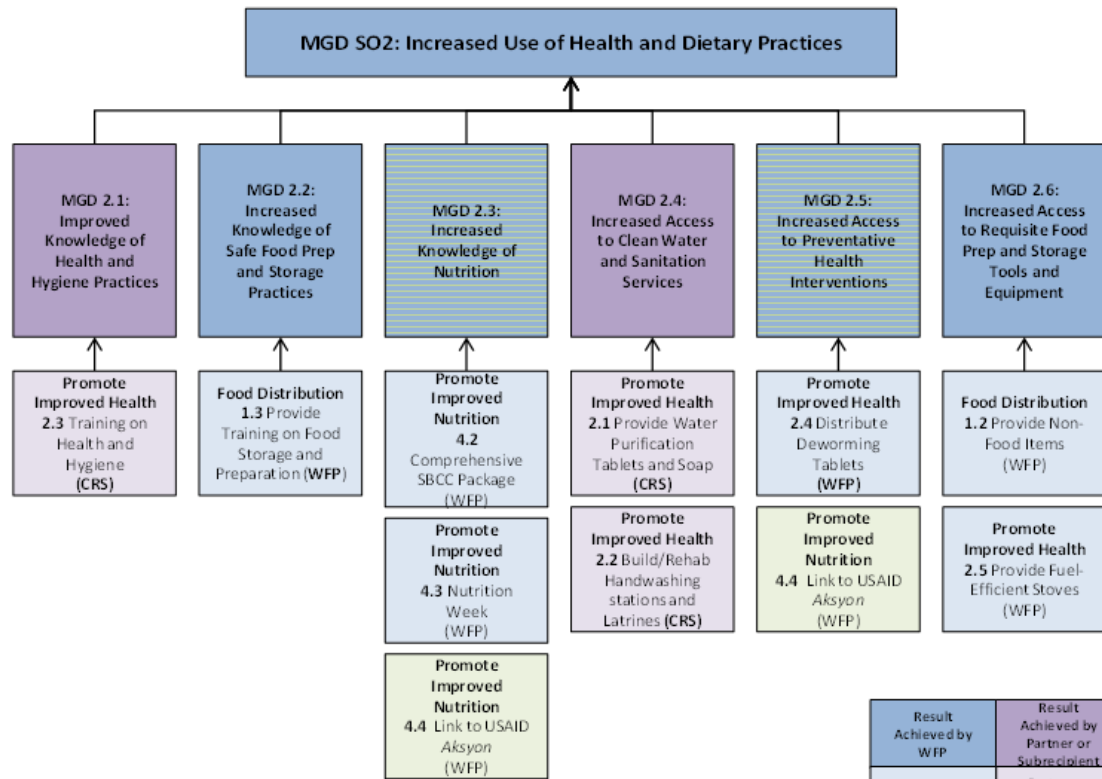 MGD SO2: Increased Use of Health and Dietary Practices
MGD 2.1:
Improved
Knowledge of
Health and
Hygiene Practices
MGD 2.2:
Increased
Knowledge of
Safe Food Prep
and Storage
Practices
MGD 2.3:
Increased
Knowledge of
Nutrition
MGD 2.4:
Increased Access
to Clean Water
and Sanitation
Services
MGD 2.5:
Increased Access
to Preventative
Health
Interventions
MGD 2.6:
Increased Access
to Requisite Food
Prep and Storage
Tools and
Equipment
Promote
Improved Health
2.3 Training on
Health and
Hygiene
(CRS)
Food Distribution
1.3 Provide
Training on Food
Storage and
Preparation (WFP)
Promote
Improved
Nutrition
4.2
Comprehensive
SBCC Package
(WFP)
Promote
Improved
Nutrition
4.3 Nutrition
Week
(WFP)
Promote
Improved
Nutrition
4.4 Link to USAID
Aksyon
(WFP)
Promote
Improved Health
2.1 Provide Water
Purification
Tablets and Soap
(CRS)
Promote
Improved Health
2.2 Build/Rehab
Handwashing
stations and
Latrines (CRS)
Promote
Improved Health
2.4 Distribute
Deworming
Tablets
(WFP)
Promote
Improved
Nutrition
4.4 Link to USAID
Aksyon
(WFP)
Food Distribution
1.2 Provide Non-
Food Items
(WFP)
Promote
Improved Health
2.5 Provide Fuel-
Efficient Stoves
(WFP)
Result
Achieved by
WFP
Result
Achieved by
Partner or
Subrecipient